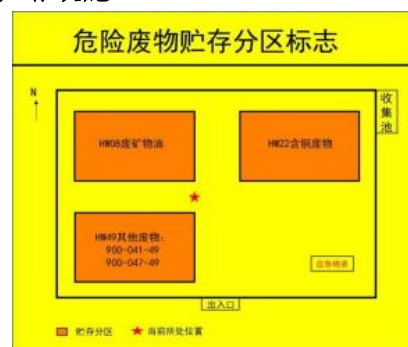 危险废物贮存分区标志
N
收集池
HW08废矿物油
HW22含铜废物
HW49其他废物：
900-041-49
900-047-49
应急物资
出入口
贮存分区
当前所处位置